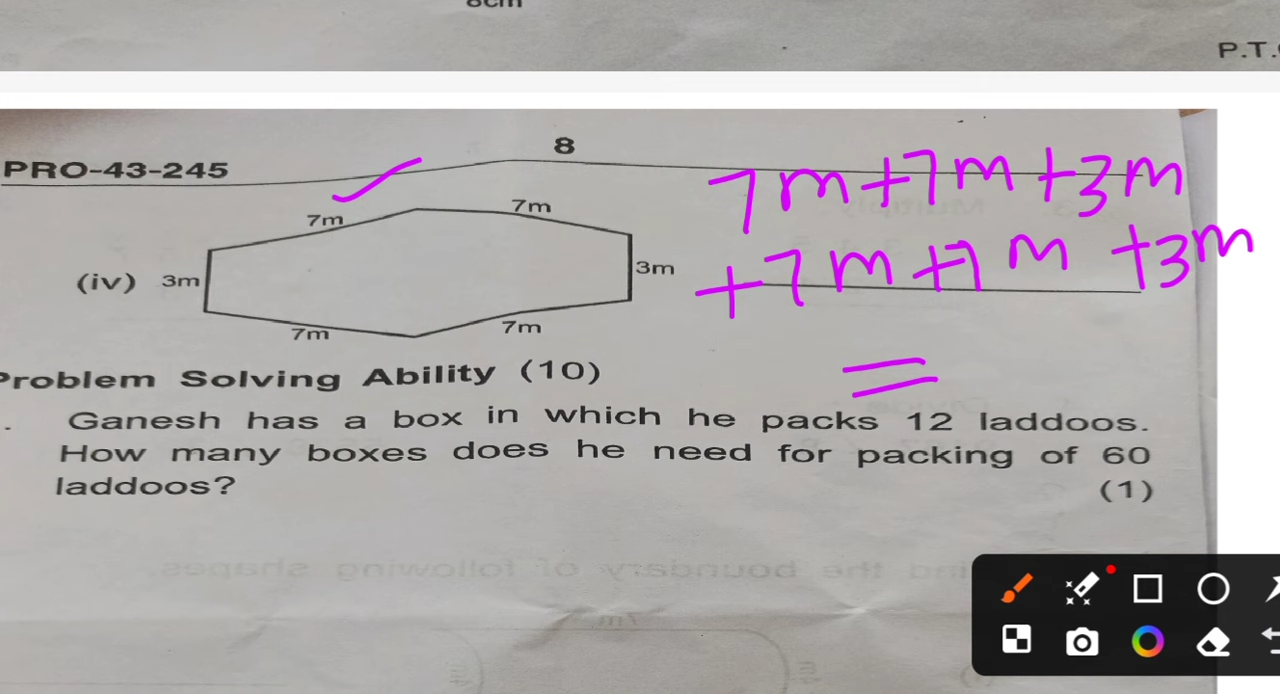 8cm
P.T.
8
PRO-43-245
7m+7m+3m
7m 7m
+7m+7m+3m
(iv) 3m 3m
7m 7m
=
Problem Solving Ability (10)
Ganesh has a box in which he packs 12 laddoos.
How many boxes does he need for packing of 60
laddoos? (1)